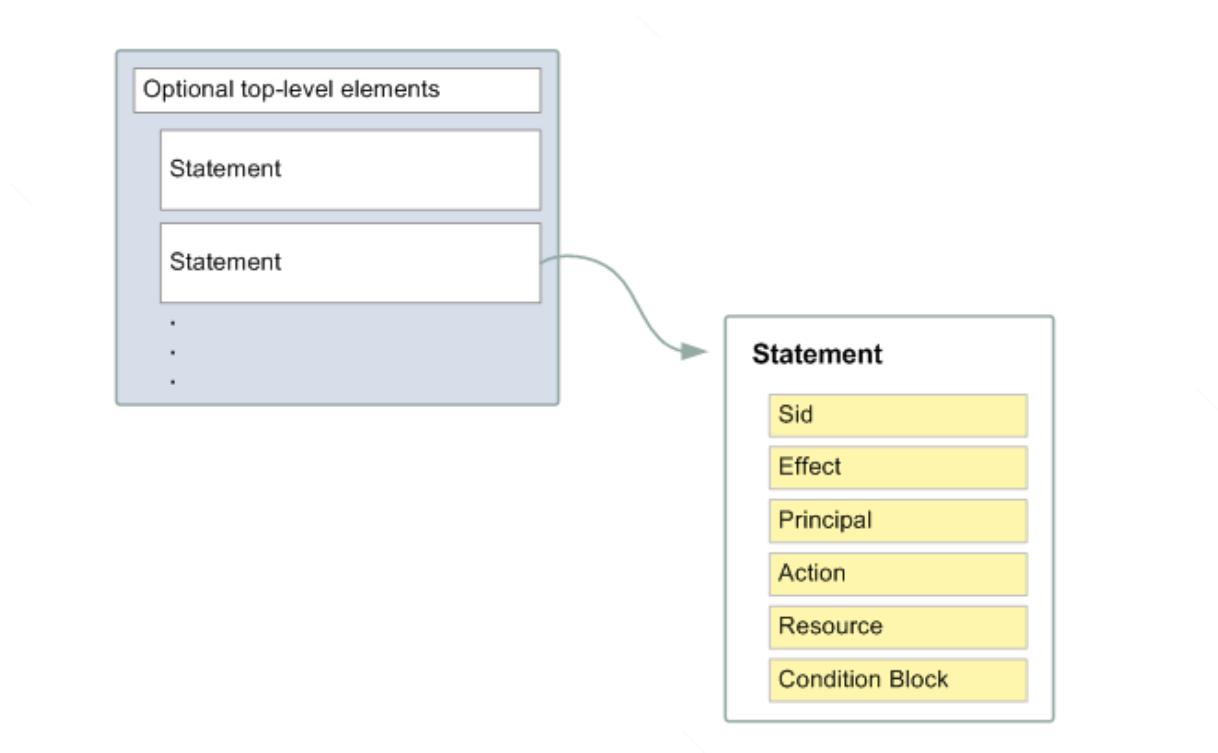 Optional top-level elements
Statement
Statement
.
.
.
Statement
Sid
Effect
Principal
Action
Resource
Condition Block